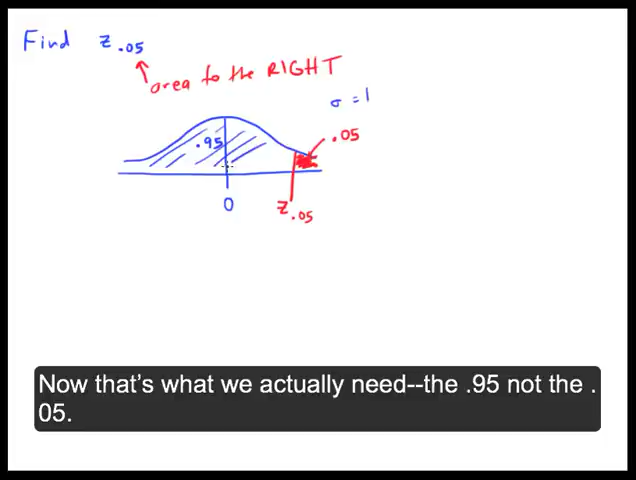 Find z.05
area to the RIGHT
σ = 1
.95
.05
0
z.05
Now that's what we actually need--the .95 not the .
05.